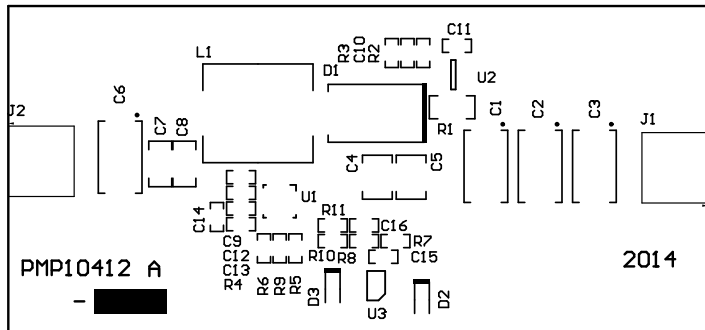 C11
R3
C10
R2
L1
D1
U2
C6
J2
C7
C8
R1
C1
C2
C3
J1
C4
C5
U1
C14
R11
C16
C9
R10
R8
R7
C12
C15
C13
R4
R6
R9
R5
D3
U3
D2
PMP10412 A
2014
-